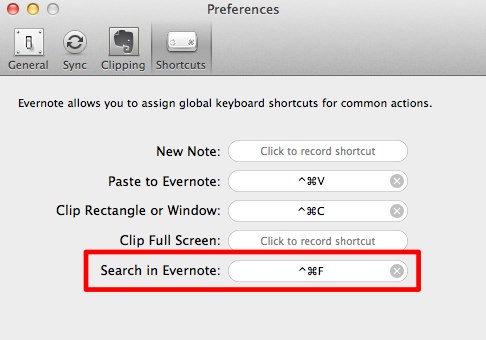 Preferences
General Sync Clipping Shortcuts
Evernote allows you to assign global keyboard shortcuts for common actions.
New Note: Click to record shortcut
Paste to Evernote: ^⌘V
Clip Rectangle or Window: ^⌘C
Clip Full Screen: Click to record shortcut
Search in Evernote: ^⌘F